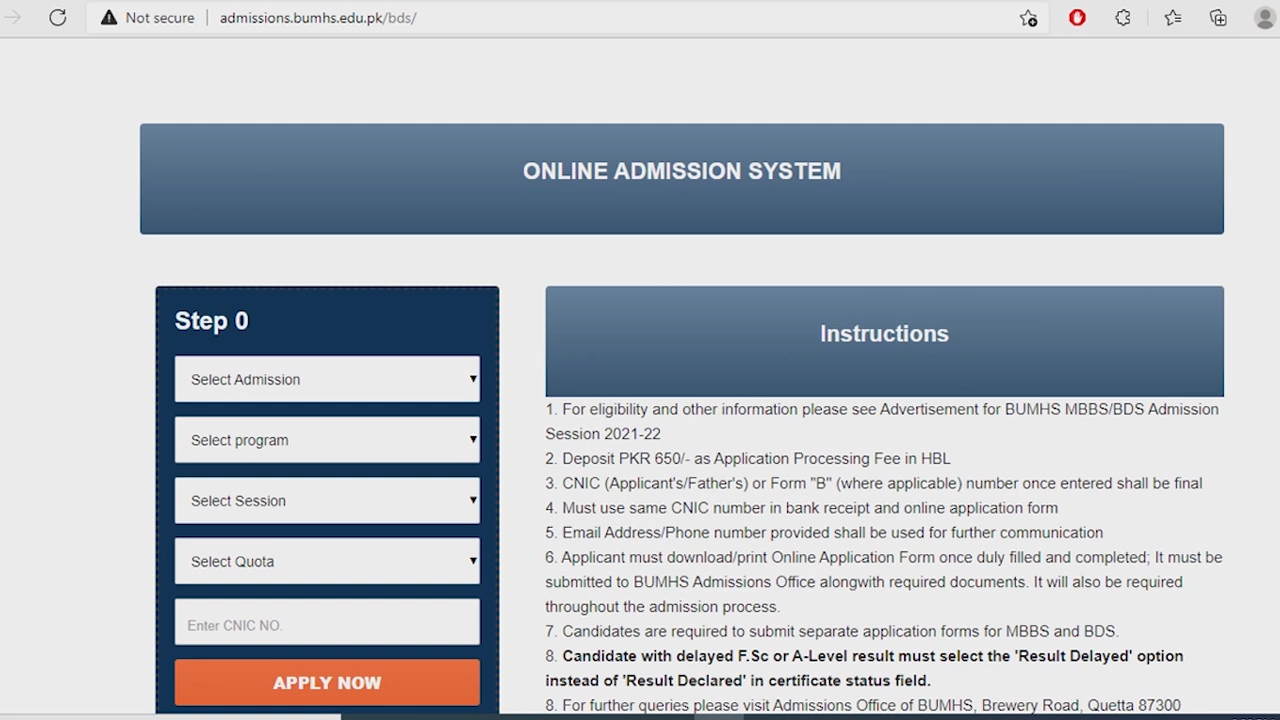 Not secure
admissions.bumhs.edu.pk/bds/
ONLINE ADMISSION SYSTEM
Step 0
Select Admission
Select program
Select Session
Select Quota
Enter CNIC NO.
APPLY NOW
Instructions
1. For eligibility and other information please see Advertisement for BUMHS MBBS/BDS Admission
Session 2021-22
2. Deposit PKR 650/- as Application Processing Fee in HBL
3. CNIC (Applicant's/Father's) or Form "B" (where applicable) number once entered shall be final
4. Must use same CNIC number in bank receipt and online application form
5. Email Address/Phone number provided shall be used for further communication
6. Applicant must download/print Online Application Form once duly filled and completed; It must be
submitted to BUMHS Admissions Office alongwith required documents. It will also be required
throughout the admission process.
7. Candidates are required to submit separate application forms for MBBS and BDS.
8. Candidate with delayed F.Sc or A-Level result must select the 'Result Delayed' option
instead of 'Result Declared' in certificate status field.
8. For further queries please visit Admissions Office of BUMHS, Brewery Road, Quetta 87300